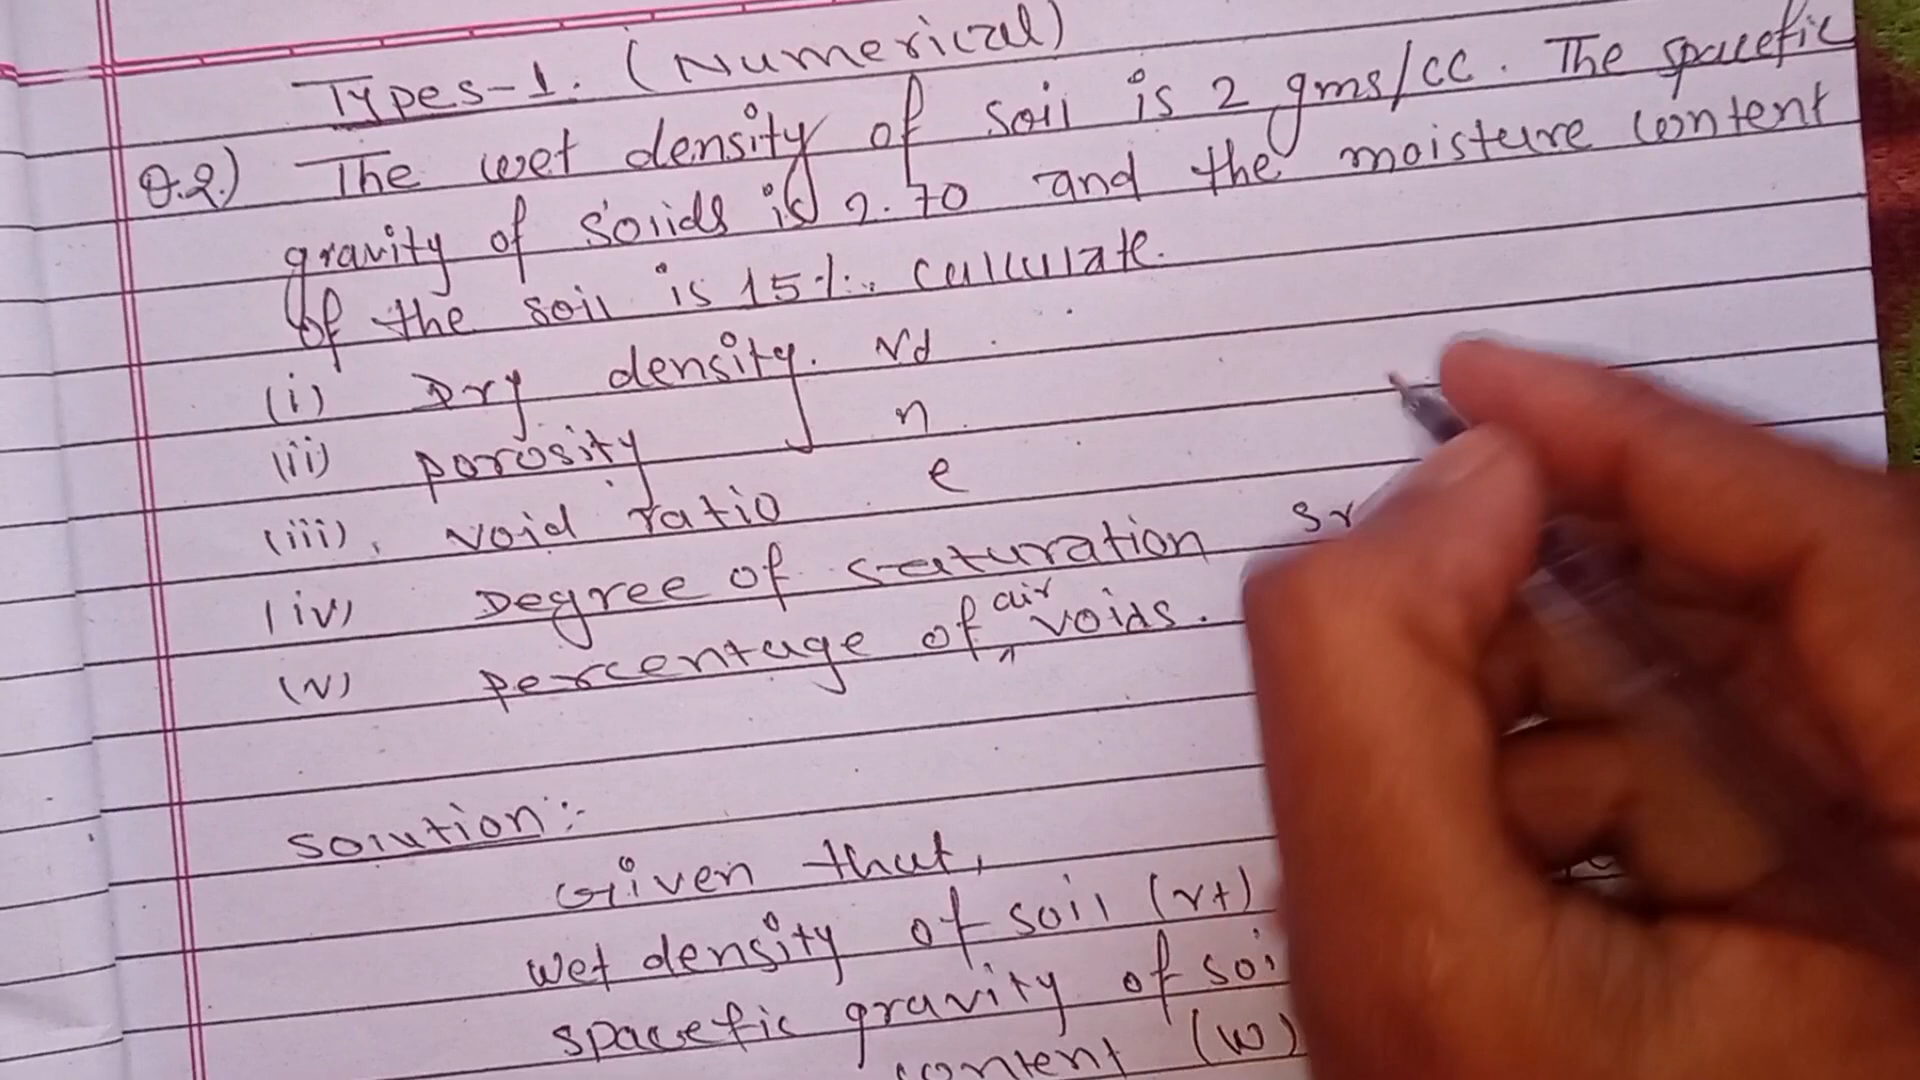 Types-1. (Numerical)
Q.2) The wet density of soil is 2 gms/cc. The spacefic
gravity of solids is 2.70 and the moisture content
of the soil is 15%. calculate.
(i) Dry density. γd
(ii) porosity n
(iii) void ratio e
(iv) Degree of saturation Sr
(v) percentage of air voids.
Solution:-
Given that,
wet density of soil (γt)
spacefic gravity of soi
content (w)